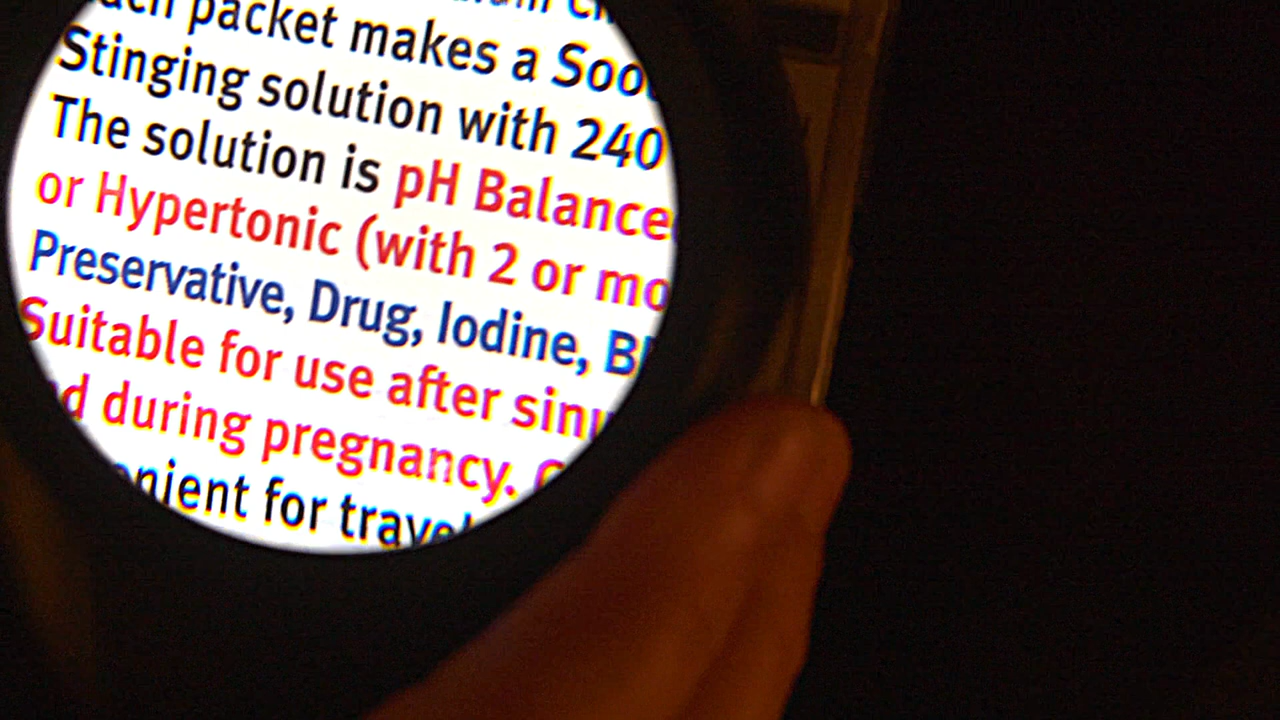 packet makes a
Stinging solution with 240
The solution is pH
or Hypertonic (with 2 or
Preservative, Drug, Iodine,
Suitable for use after
during pregnancy.
for